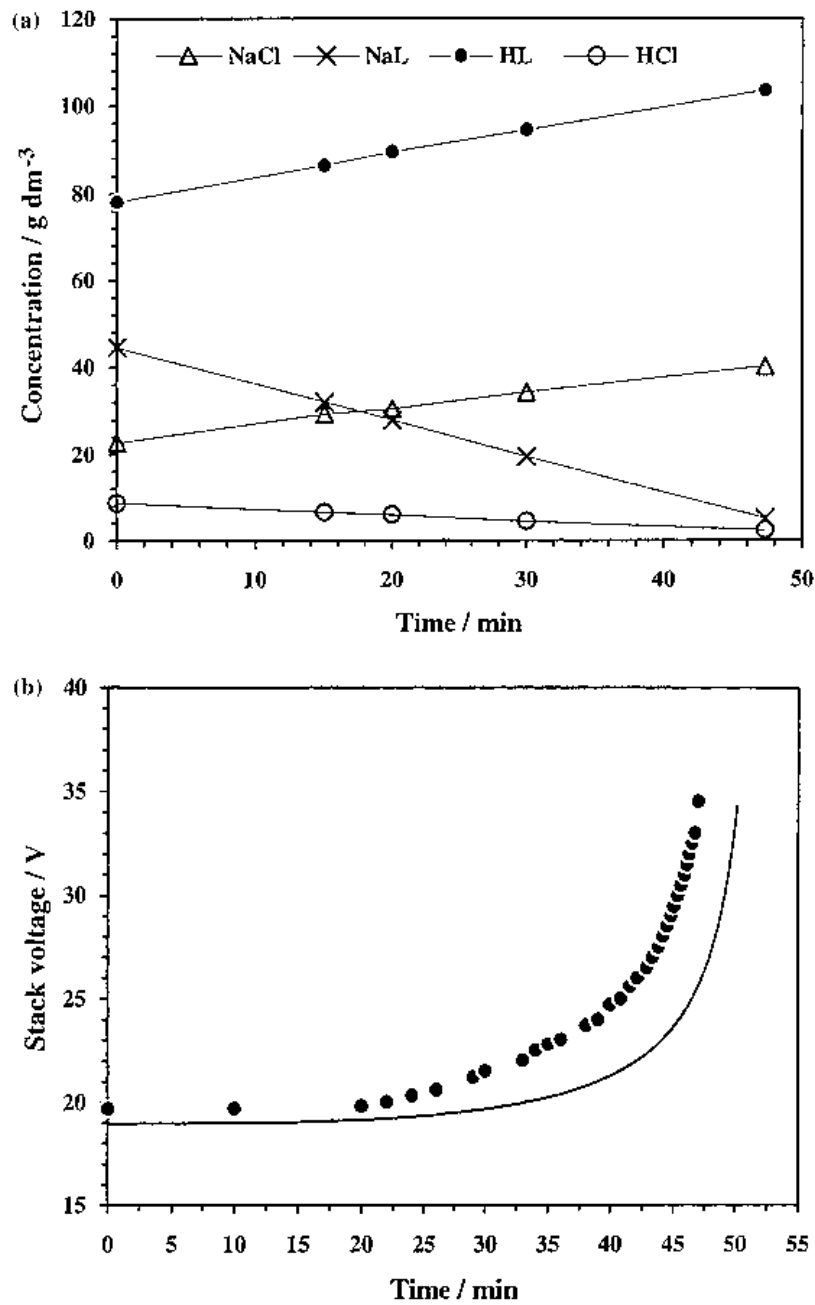 (a)
120
NaCl NaL HL HCl
100
80
60
40
20
0
Concentration / g dm-3
0 10 20 30 40 50
Time / min
(b)
40
35
30
25
20
15
Stack voltage / V
0 5 10 15 20 25 30 35 40 45 50 55
Time / min